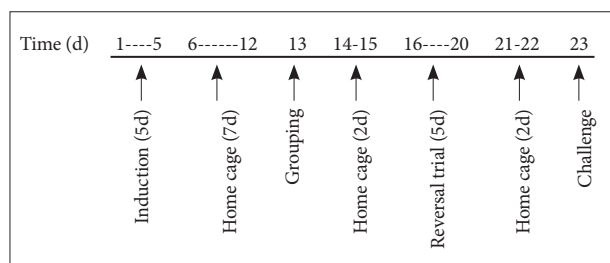 Time (d) 1----5 6------12 13 14-15 16----20 21-22 23
Induction (5d)
Home cage (7d)
Grouping
Home cage (2d)
Reversal trial (5d)
Home cage (2d)
Challenge